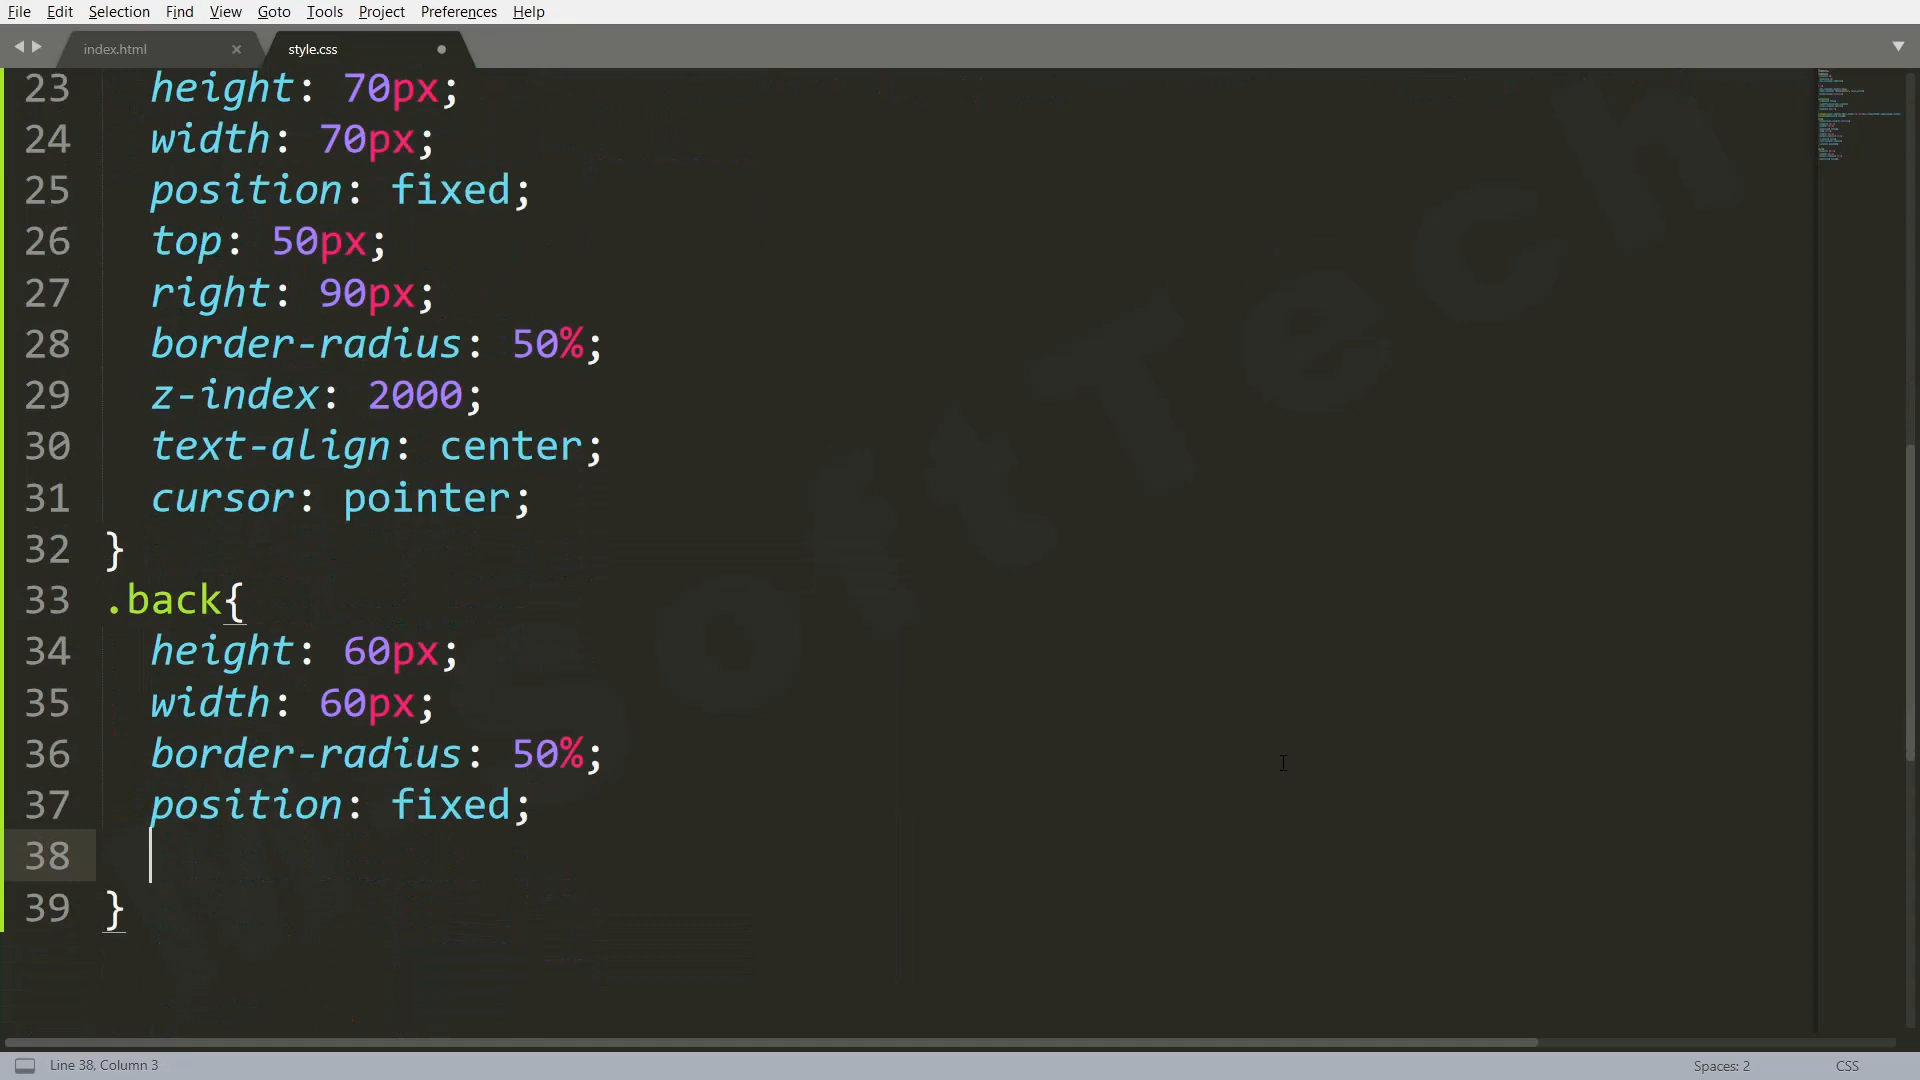 File Edit Selection Find View Goto Tools Project Preferences Help
index.html × style.css
23 height: 70px;
24 width: 70px;
25 position: fixed;
26 top: 50px;
27 right: 90px;
28 border-radius: 50%;
29 z-index: 2000;
30 text-align: center;
31 cursor: pointer;
32 }
33 .back{
34 height: 60px;
35 width: 60px;
36 border-radius: 50%;
37 position: fixed;
38
39 }
Line 38, Column 3 Spaces: 2 CSS